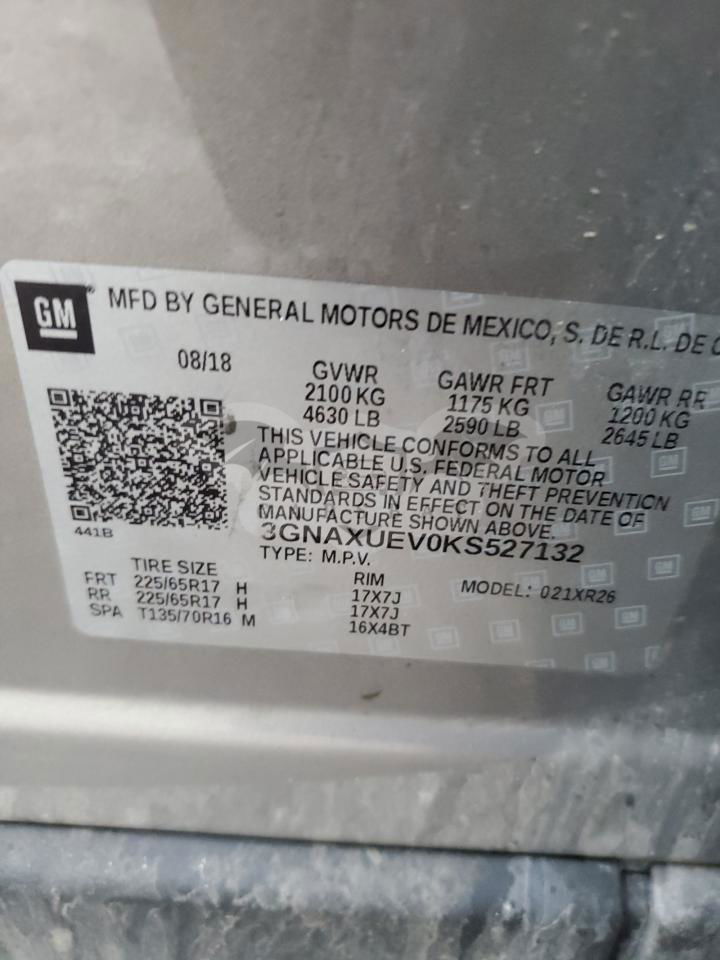 GM
MFD BY GENERAL MOTORS DE MEXICO, S. DE R.L. DE C
08/18
GVWR
2100 KG
4630 LB
GAWR FRT
1175 KG
2590 LB
GAWR RR
1200 KG
2645 LB
THIS VEHICLE CONFORMS TO ALL
APPLICABLE U.S. FEDERAL MOTOR
VEHICLE SAFETY AND THEFT PREVENTION
STANDARDS IN EFFECT ON THE DATE OF
MANUFACTURE SHOWN ABOVE.
441B
3GNAXUEV0KS527132
TYPE: M.P.V.
MODEL: 021XR26
TIRE SIZE RIM
FRT 225/65R17 H 17X7J
RR 225/65R17 H 17X7J
SPA T135/70R16 M 16X4BT